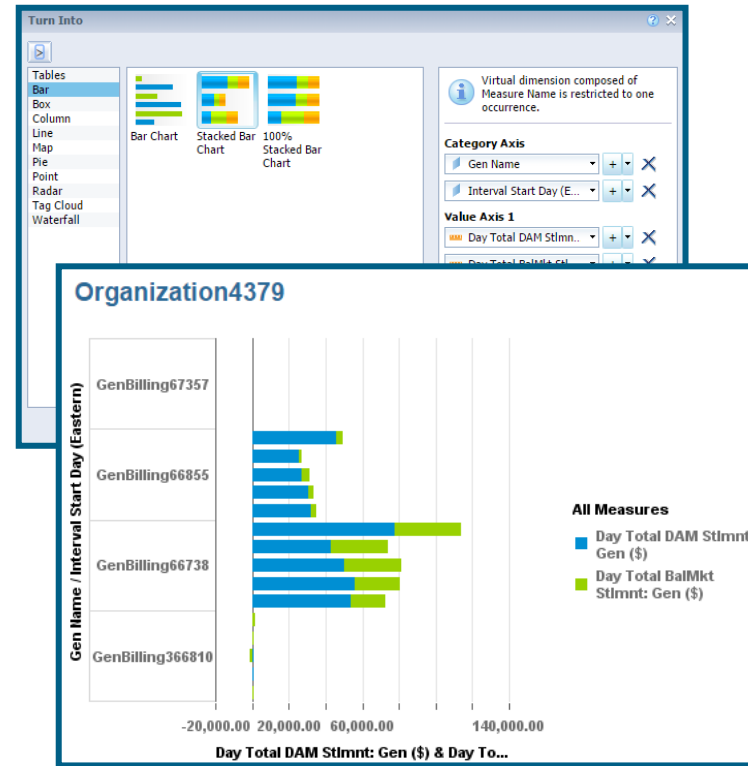 Turn Into
Tables
Bar
Box
Column
Line
Map
Pie
Point
Radar
Tag Cloud
Waterfall
Bar Chart
Stacked Bar
Chart
100%
Stacked Bar
Chart
Virtual dimension composed of
Measure Name is restricted to one
occurrence.
Category Axis
Gen Name
Interval Start Day (E...
Value Axis 1
Day Total DAM Stlmn..
Day Total BalMkt Stl
Organization4379
Gen Name / Interval Start Day (Eastern)
GenBilling67357
GenBilling66855
GenBilling66738
GenBilling366810
-20,000.00 20,000.00 60,000.00 140,000.00
Day Total DAM Stlmnt: Gen ($) & Day To...
All Measures
Day Total DAM Stlmnt
Gen ($)
Day Total BalMkt
Stlmnt: Gen ($)